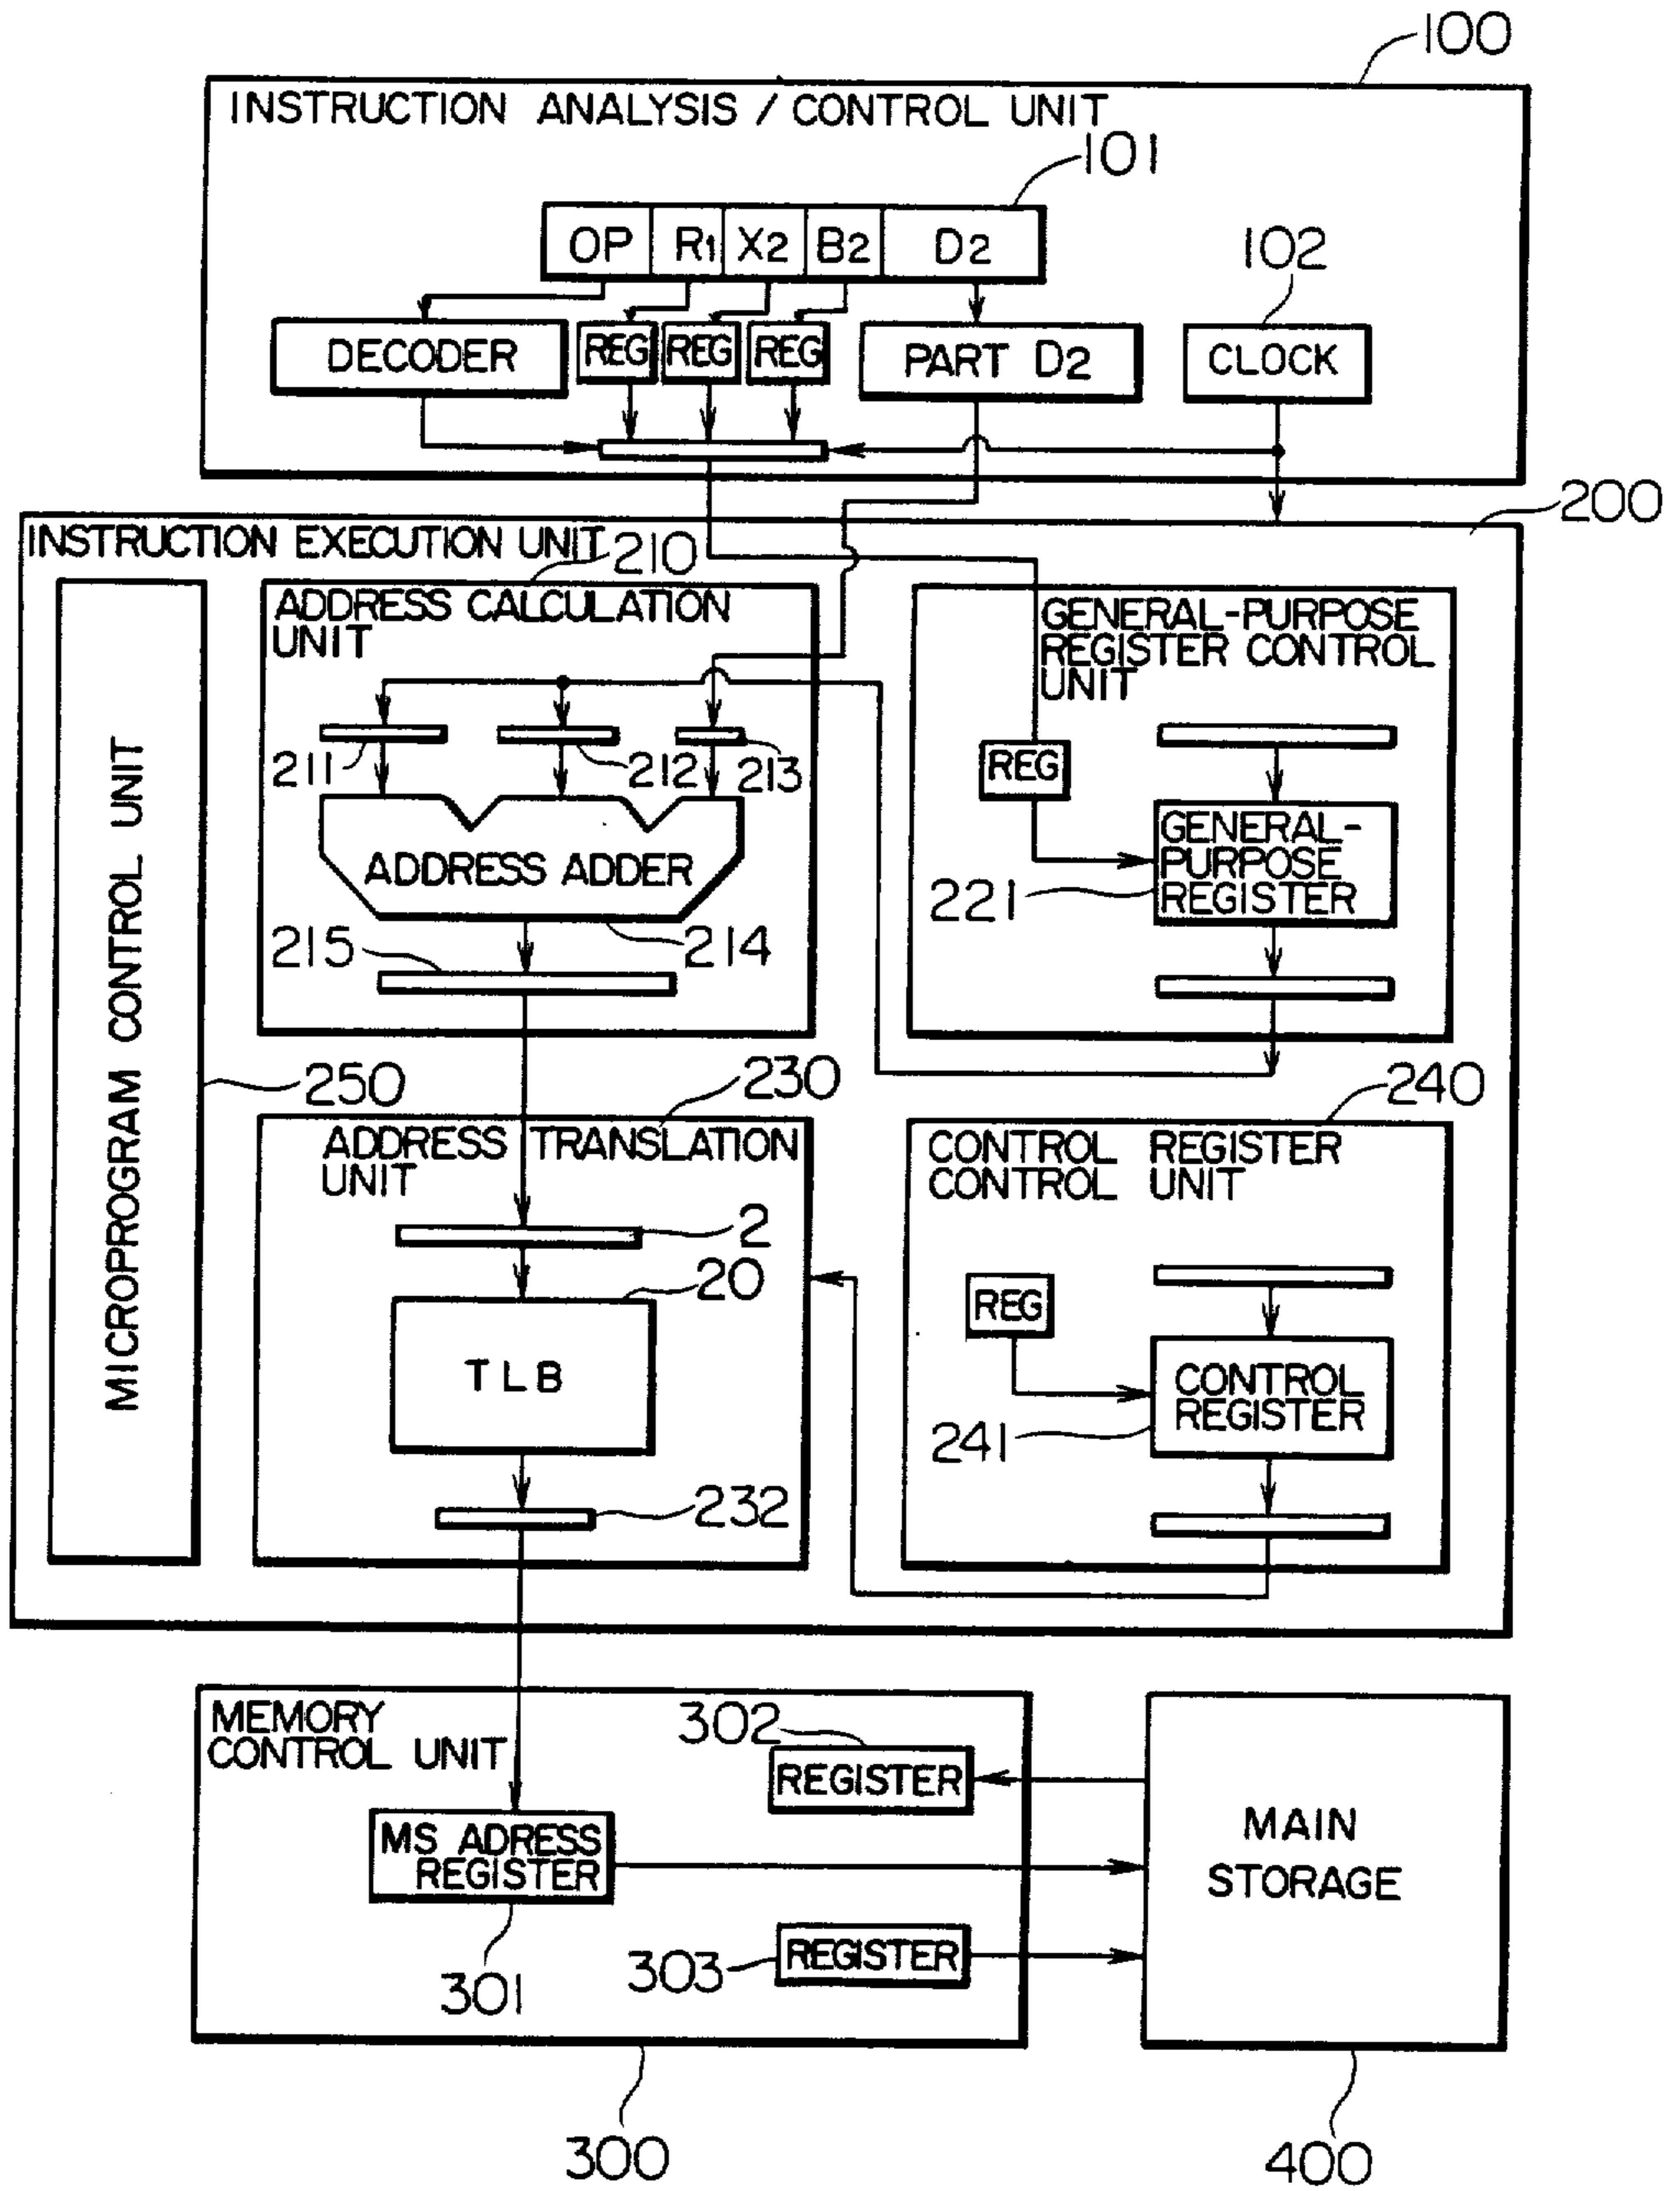 100
INSTRUCTION ANALYSIS / CONTROL UNIT
101
OP R1 X2 B2 D2
102
DECODER
REG REG REG
PART D2
CLOCK
200
INSTRUCTION EXECUTION UNIT
210
ADDRESS CALCULATION
UNIT
GENERAL-PURPOSE
REGISTER CONTROL
UNIT
MICROPROGRAM CONTROL UNIT
211
212
213
REG
ADDRESS ADDER
GENERAL-
PURPOSE
REGISTER
221
215
214
250
230
240
ADDRESS TRANSLATION
UNIT
CONTROL REGISTER
CONTROL UNIT
2
20
REG
TLB
CONTROL
REGISTER
241
232
MEMORY
CONTROL UNIT
302
REGISTER
MS ADRESS
REGISTER
MAIN
STORAGE
301
303
REGISTER
300
400